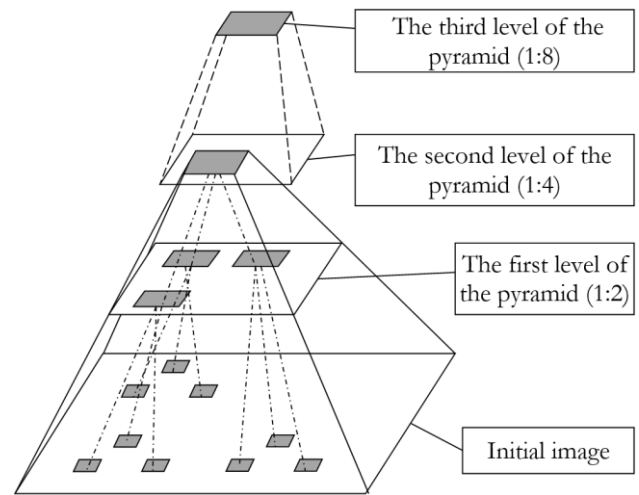 The third level of the
pyramid (1:8)
The second level of the
pyramid (1:4)
The first level of
the pyramid (1:2)
Initial image